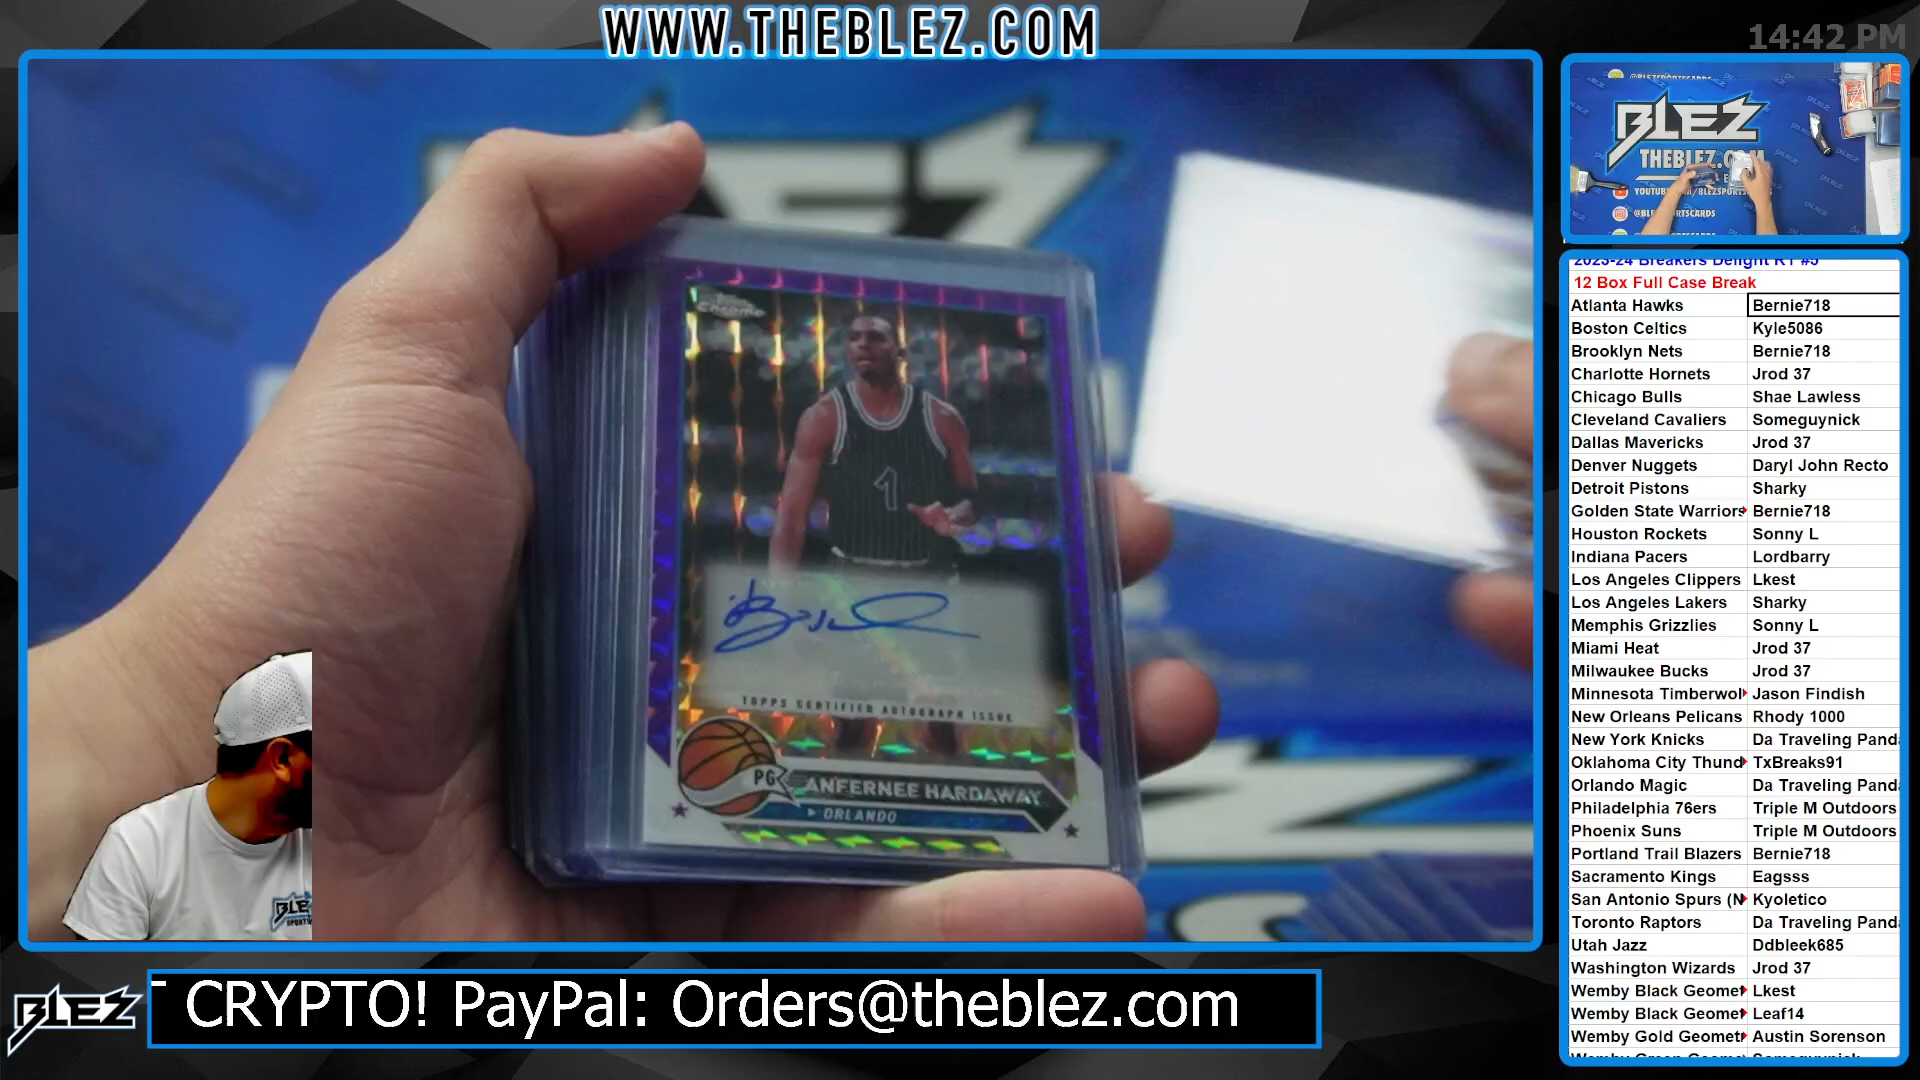 WWW.THEBLEZ.COM
14:42 PM
BLEZ
THEBLEZ.COM
Topps
Chrome
1
TOPPS CERTIFIED AUTOGRAPH ISSUE
PG
ANFERNEE HARDAWAY
ORLANDO
2023-24 Breakers Delight R1 #5
12 Box Full Case Break
Atlanta Hawks Bernie718
Boston Celtics Kyle5086
Brooklyn Nets Bernie718
Charlotte Hornets Jrod 37
Chicago Bulls Shae Lawless
Cleveland Cavaliers Someguynick
Dallas Mavericks Jrod 37
Denver Nuggets Daryl John Recto
Detroit Pistons Sharky
Golden State Warriors Bernie718
Houston Rockets Sonny L
Indiana Pacers Lordbarry
Los Angeles Clippers Lkest
Los Angeles Lakers Sharky
Memphis Grizzlies Sonny L
Miami Heat Jrod 37
Milwaukee Bucks Jrod 37
Minnesota Timberwol Jason Findish
New Orleans Pelicans Rhody 1000
New York Knicks Da Traveling Panda
Oklahoma City Thund TxBreaks91
Orlando Magic Da Traveling Panda
Philadelphia 76ers Triple M Outdoors
Phoenix Suns Triple M Outdoors
Portland Trail Blazers Bernie718
Sacramento Kings Eagsss
San Antonio Spurs (N Kyoletico
Toronto Raptors Da Traveling Panda
Utah Jazz Ddbleek685
Washington Wizards Jrod 37
Wemby Black Geomet Lkest
Wemby Black Geomet Leaf14
Wemby Gold Geomet Austin Sorenson
Wemby Green Geome Someguynick
BLEZ
CRYPTO! PayPal: Orders@theblez.com